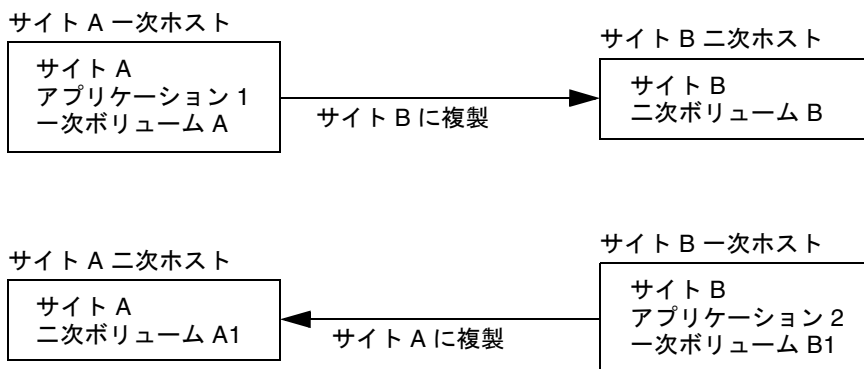 サイト A 一次ホスト
サイト A
アプリケーション 1
一次ボリューム A
サイト B に複製
サイト B 二次ホスト
サイト B
二次ボリューム B
サイト A 二次ホスト
サイト A
二次ボリューム A1
サイト A に複製
サイト B 一次ホスト
サイト B
アプリケーション 2
一次ボリューム B1